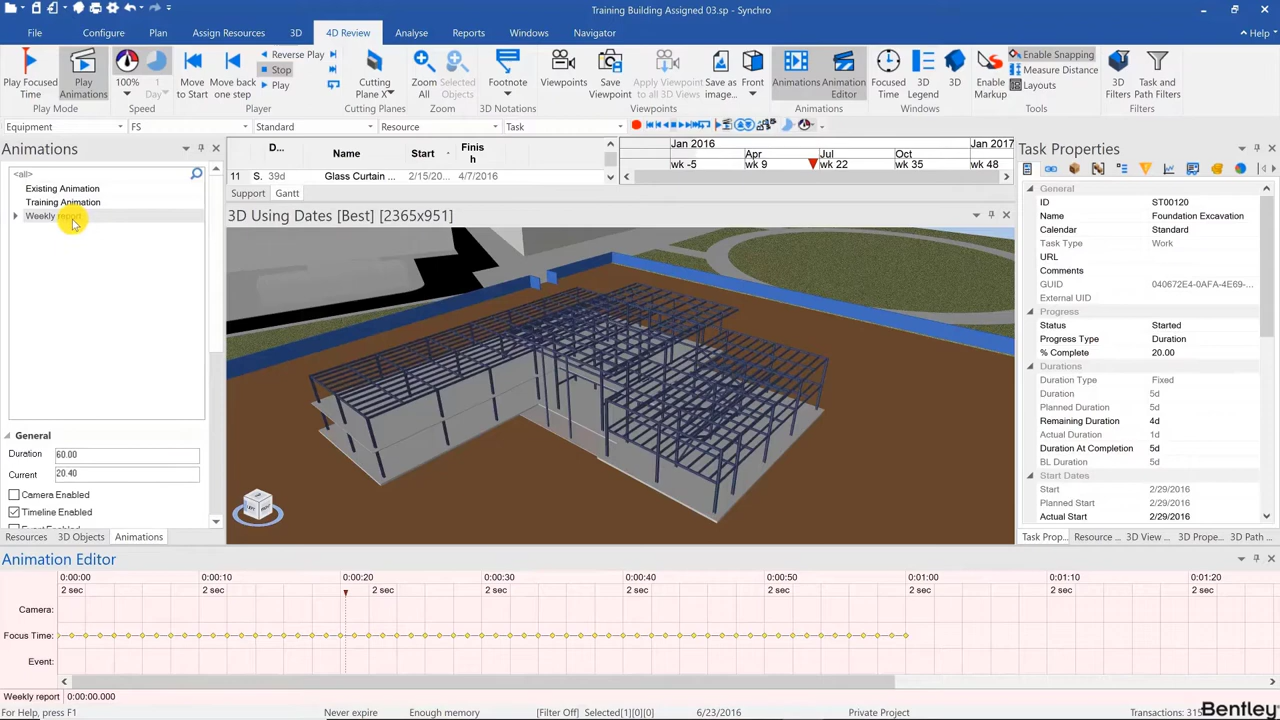 Training Building Assigned 03.sp - Synchro
File Configure Plan Assign Resources 3D 4D Review Analyse Reports Windows Navigator Help
Play Focused Time
Play Animations
Play Mode
100%
1 Day
Speed
Move to Start
Move back one step
Reverse Play
Stop
Play
Player
Cutting Plane X
Cutting Planes
Zoom All
Selected Objects
Zoom
Footnote
3D Notations
Viewpoints
Save Viewpoint
Apply Viewpoint to all 3D Views
Save as image...
Front
Viewpoints
Animations
Animation Editor
Animations
Focused Time
3D Legend
3D
Windows
Enable Markup
Enable Snapping
Measure Distance
Layouts
Tools
3D Filters
Task and Path Filters
Filters
Equipment FS Standard Resource Task
Animations
<all>
Existing Animation
Training Animation
Weekly report
General
Duration 60.00
Current 20.40
Camera Enabled
Timeline Enabled
Resources 3D Objects Animations
D... Name Start Finish
11 S. 39d Glass Curtain ... 2/15/20... 4/7/2016
Support Gantt
Jan 2016 Jan 2017
Apr Jul Oct
wk -5 wk 9 wk 22 wk 35 wk 48
3D Using Dates [Best] [2365x951]
Task Properties
General
ID ST00120
Name Foundation Excavation
Calendar Standard
Task Type Work
URL
Comments
GUID 040672E4-0AFA-4E69-...
External UID
Progress
Status Started
Progress Type Duration
% Complete 20.00
Durations
Duration Type Fixed
Duration 5d
Planned Duration 5d
Remaining Duration 4d
Actual Duration 1d
Duration At Completion 5d
BL Duration 5d
Start Dates
Start 2/29/2016
Planned Start 2/29/2016
Actual Start 2/29/2016
Task Prop... Resource ... 3D View ... 3D Prope... 3D Path ...
Animation Editor
0:00:00 0:00:10 0:00:20 0:00:30 0:00:40 0:00:50 0:01:00 0:01:10 0:01:20
2 sec 2 sec 2 sec 2 sec 2 sec 2 sec 2 sec 2 sec 2 sec
Camera:
Focus Time:
Event:
Weekly report 0:00:00.000
For Help, press F1 Never expire Enough memory [Filter Off] Selected[1][0][0] 6/23/2016 Private Project Transactions: 315
Bentley